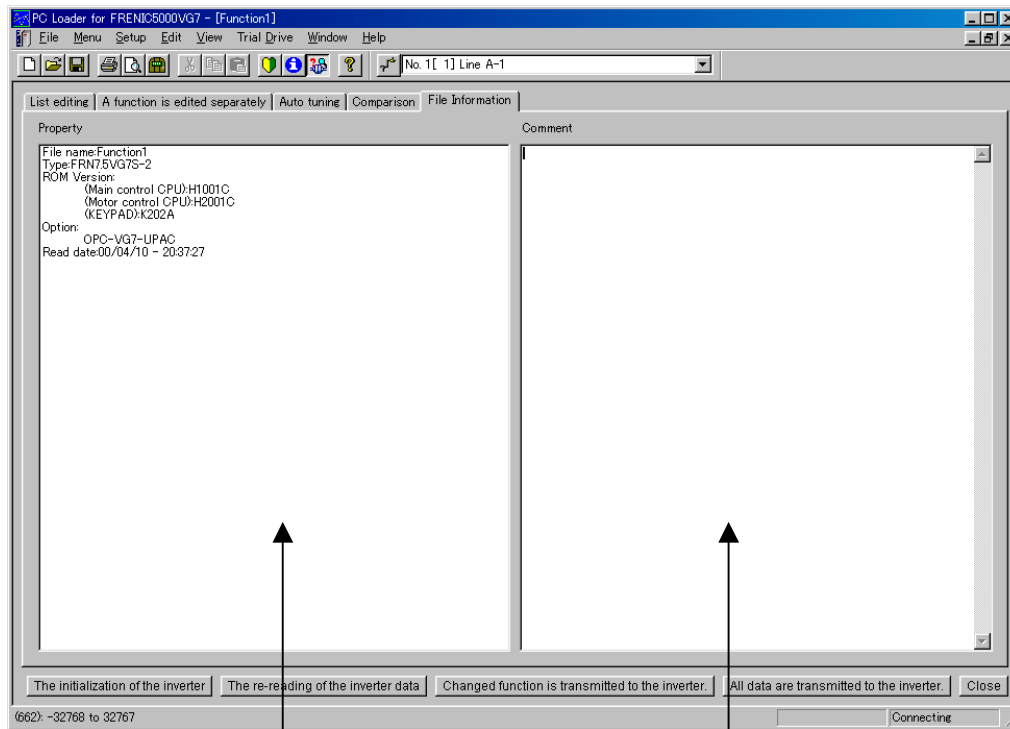 PC Loader for FRENIC5000VG7 - [Function1]
File Menu Setup Edit View Trial Drive Window Help
No. 1[ 1] Line A-1
List editing A function is edited separately Auto tuning Comparison File Information
Property Comment
File name:Function1
Type:FRN7.5VG7S-2
ROM Version:
(Main control CPU):H1001C
(Motor control CPU):H2001C
(KEYPAD):K202A
Option:
OPC-VG7-UPAC
Read date:00/04/10 - 20:37:27
The initialization of the inverter The re-reading of the inverter data Changed function is transmitted to the inverter. All data are transmitted to the inverter. Close
(662): -32768 to 32767 Connecting